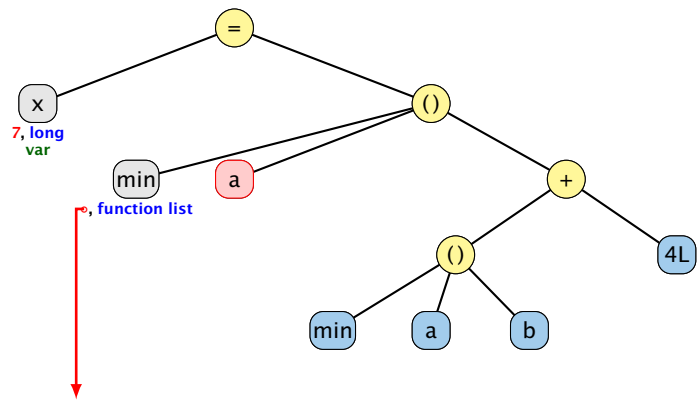 =
x
()
7, long
var
min
a
+
, function list
()
4L
min
a
b